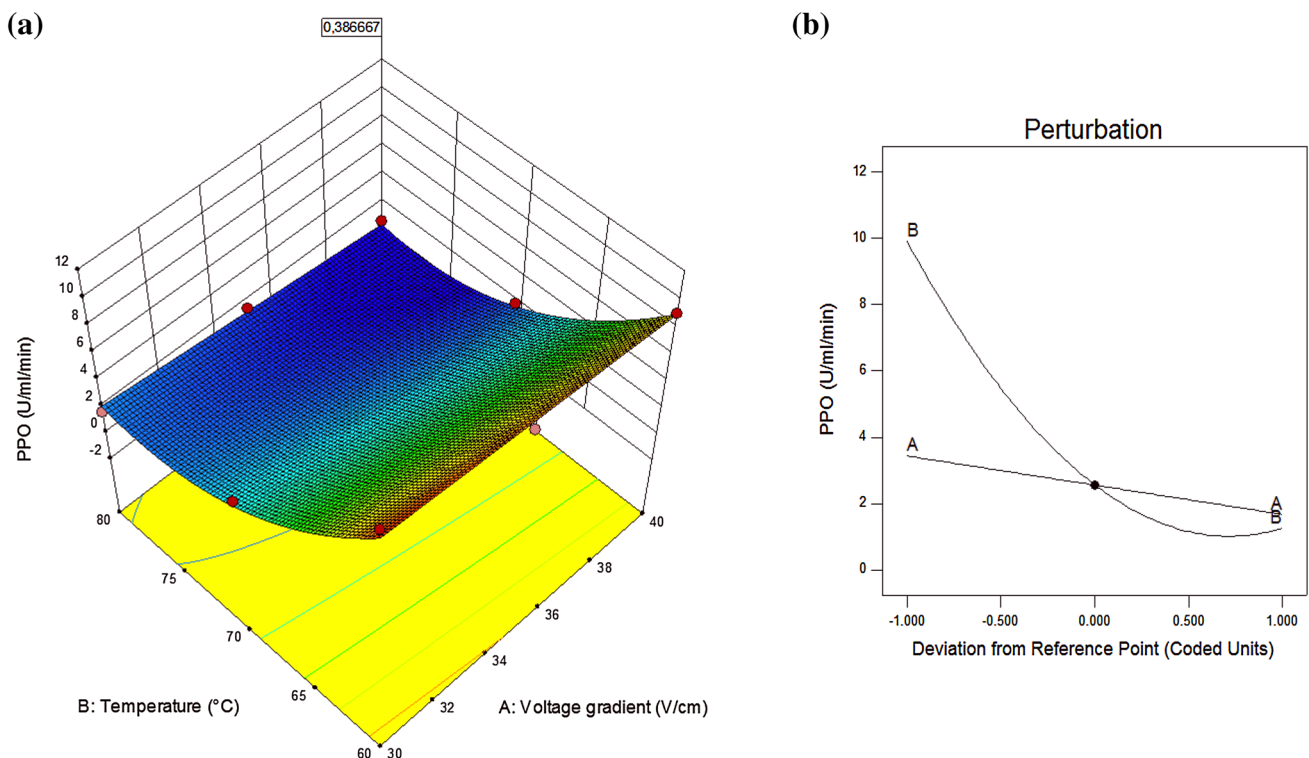 (a)
0,386667
12
10
8
6
4
2
0
-2
PPO (U/ml/min)
80
75
70
65
60
B: Temperature (°C)
30
32
34
36
38
40
A: Voltage gradient (V/cm)
(b)
Perturbation
12
10
8
6
4
2
0
PPO (U/ml/min)
B
A
A
B
-1.000
-0.500
0.000
0.500
1.000
Deviation from Reference Point (Coded Units)